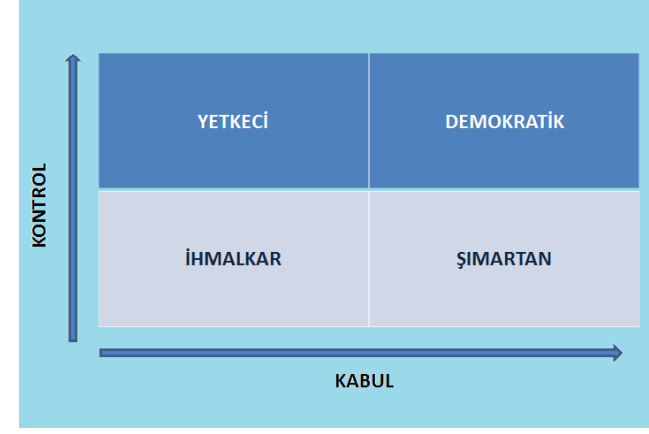 YETKECİ
DEMOKRATİK
KONTROL
İHMALKAR
ŞIMARTAN
KABUL